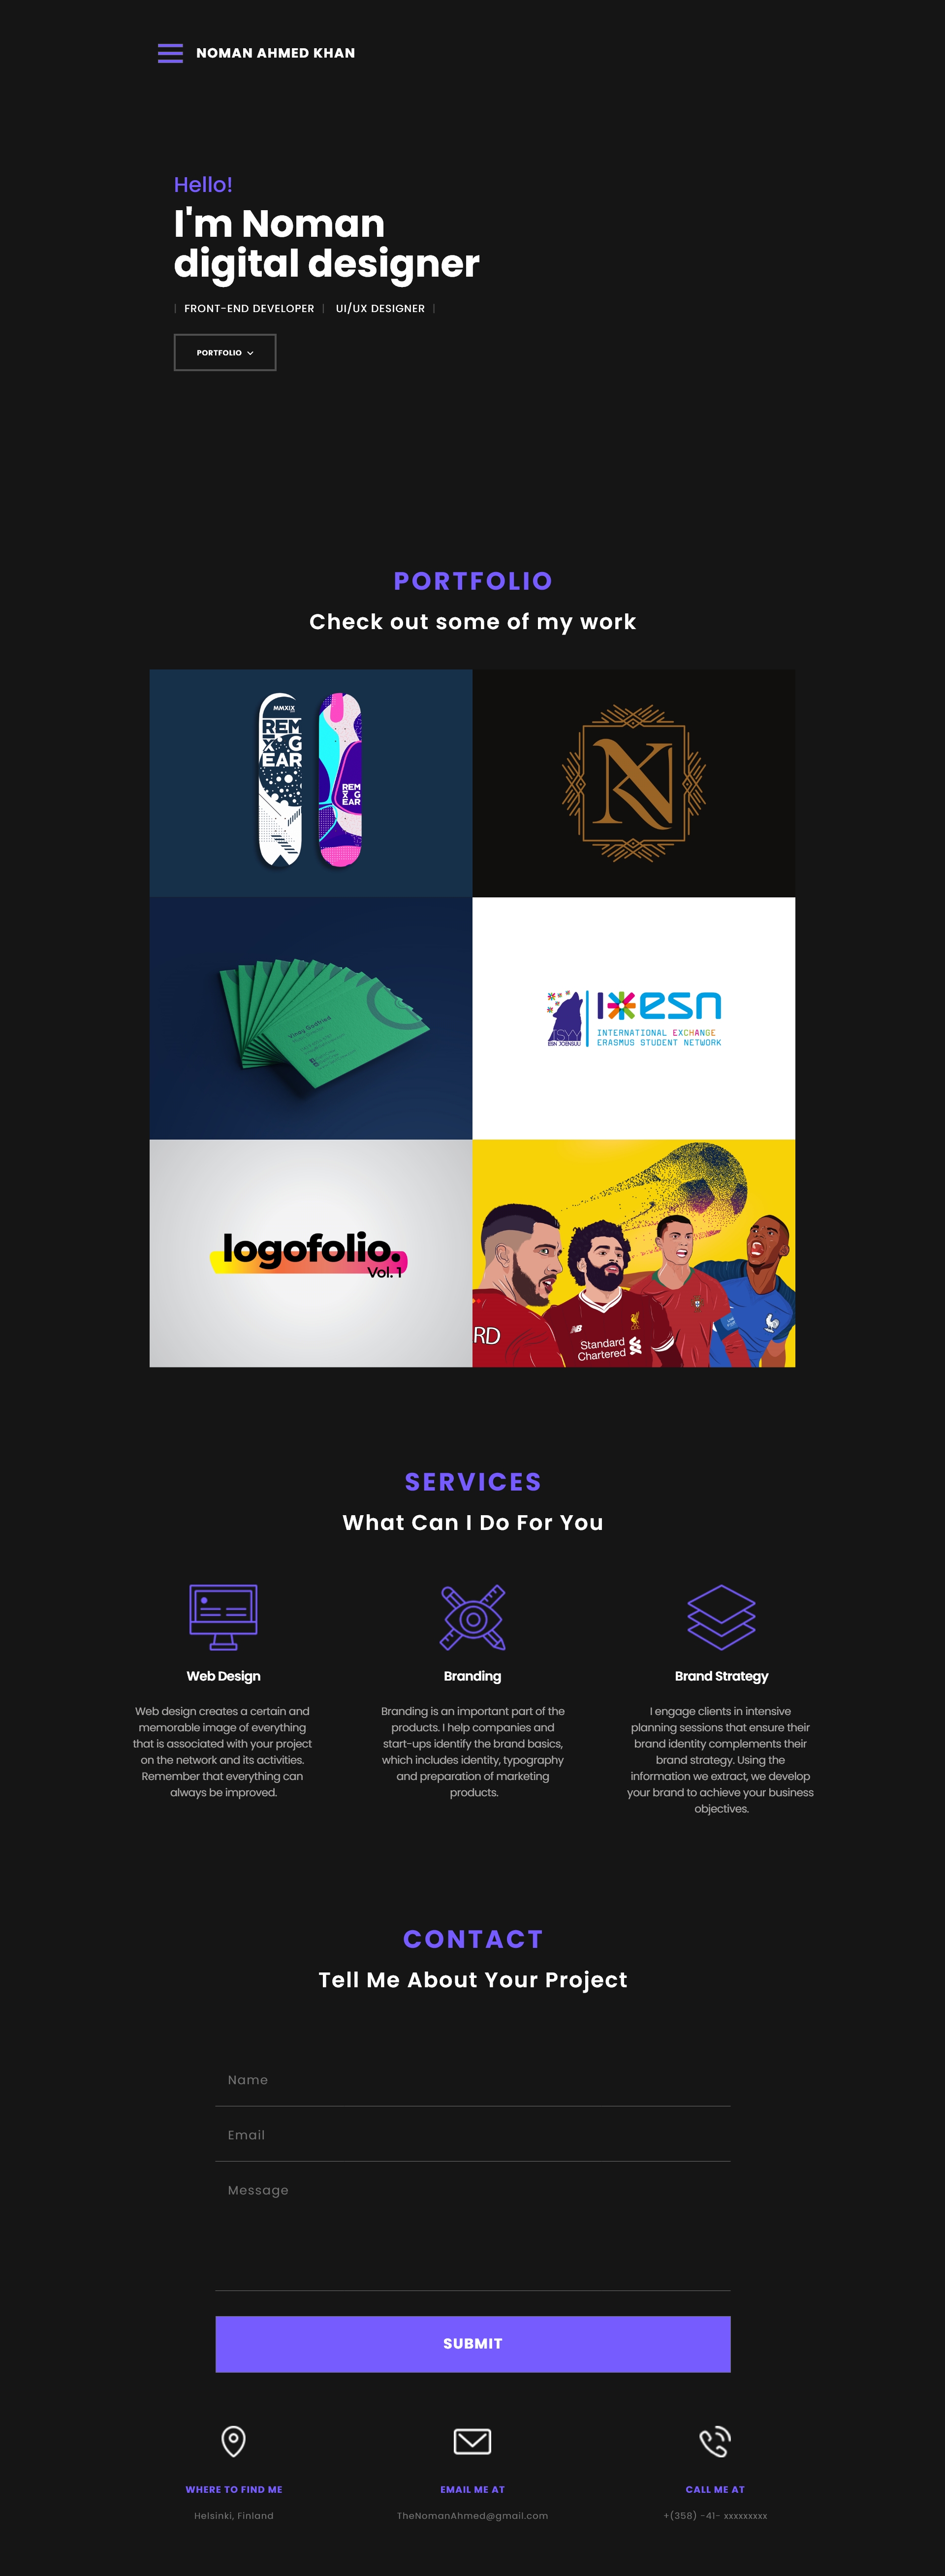 NOMAN AHMED KHAN
Hello!
I'm Noman
digital designer
| FRONT-END DEVELOPER | UI/UX DESIGNER |
PORTFOLIO
PORTFOLIO
Check out some of my work
MMXIX
REM
X G
EAR
REM
X G
EAR
N
esn
INTERNATIONAL EXCHANGE
ERASMUS STUDENT NETWORK
ESN JOENSUU
logofolio.
Vol. 1
RD
NB
Standard
Chartered
SERVICES
What Can I Do For You
Web Design
Web design creates a certain and
memorable image of everything
that is associated with your project
on the network and its activities.
Remember that everything can
always be improved.
Branding
Branding is an important part of the
products. I help companies and
start-ups identify the brand basics,
which includes identity, typography
and preparation of marketing
products.
Brand Strategy
I engage clients in intensive
planning sessions that ensure their
brand identity complements their
brand strategy. Using the
information we extract, we develop
your brand to achieve your business
objectives.
CONTACT
Tell Me About Your Project
Name
Email
Message
SUBMIT
WHERE TO FIND ME
Helsinki, Finland
EMAIL ME AT
TheNomanAhmed@gmail.com
CALL ME AT
+(358) -41- xxxxxxxxx